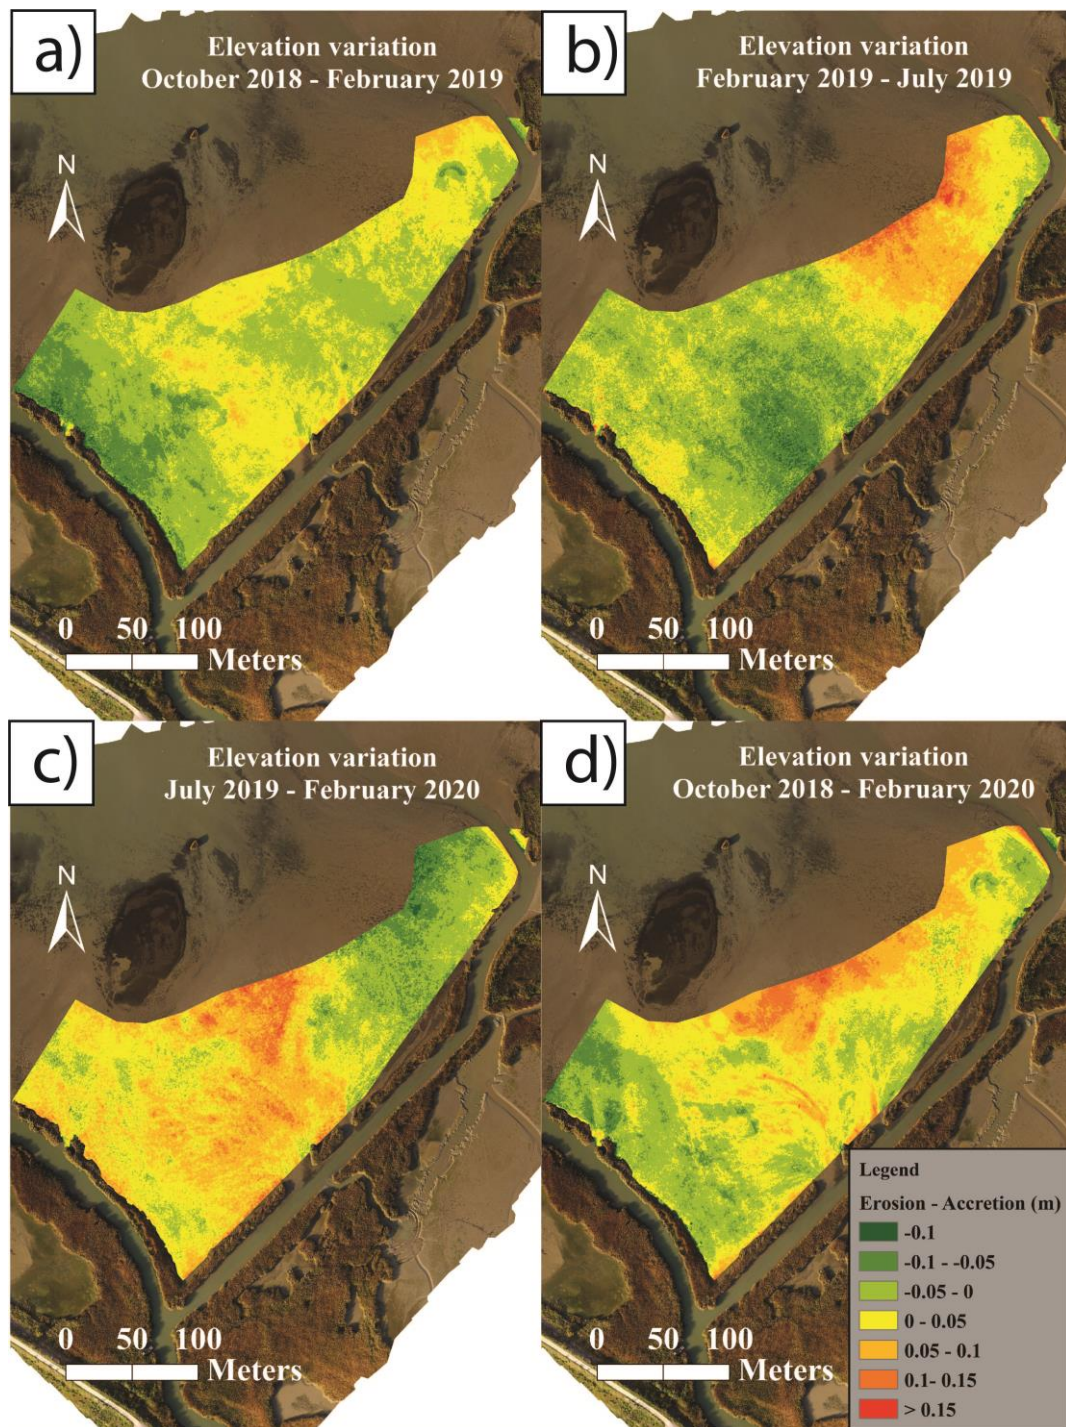 a)
Elevation variation
October 2018 - February 2019
N
0 50 100
Meters
b)
Elevation variation
February 2019 - July 2019
N
0 50 100
Meters
c)
Elevation variation
July 2019 - February 2020
N
0 50 100
Meters
d)
Elevation variation
October 2018 - February 2020
N
0 50 100
Meters
Legend
Erosion - Accretion (m)
-0.1
-0.1 - -0.05
-0.05 - 0
0 - 0.05
0.05 - 0.1
0.1- 0.15
> 0.15